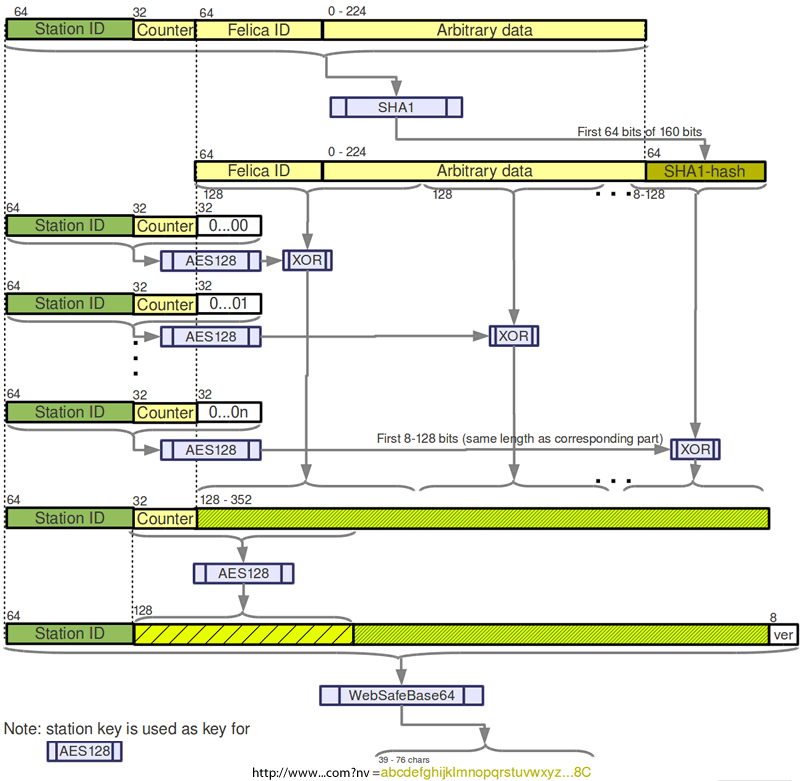 64 32 64 0 - 224
Station ID Counter Felica ID Arbitrary data
SHA1
First 64 bits of 160 bits
64 0 - 224 64
Felica ID Arbitrary data SHA1-hash
128 128 8-128
64 32 32
Station ID Counter 0...00
AES128 XOR
64 32 32
Station ID Counter 0...01
AES128 XOR
64 32 32
Station ID Counter 0...0n
First 8-128 bits (same length as corresponding part)
AES128 XOR
64 32 128 - 352
Station ID Counter
AES128
64 128 8
Station ID ver
WebSafeBase64
Note: station key is used as key for
AES128
39 - 76 chars
http://www...com?nv=abcdefghijklmnopqrstuvwxyz...8C